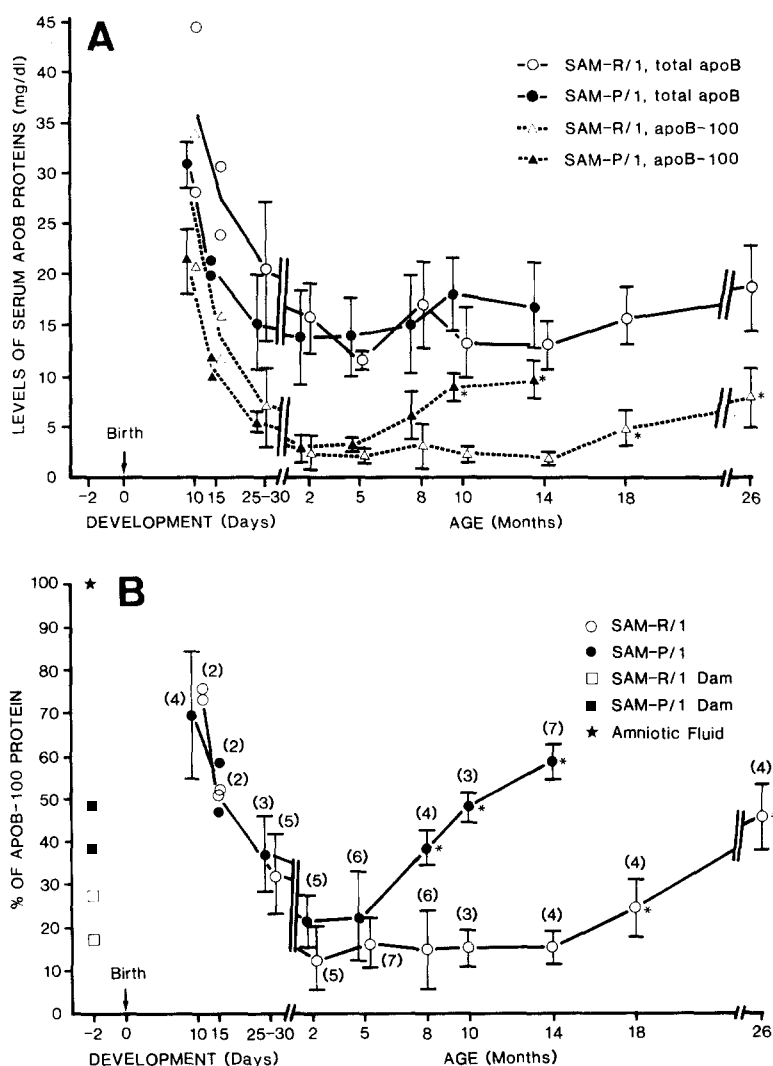 A
LEVELS OF SERUM APOB PROTEINS (mg/dl)
45
40
35
30
25
20
15
10
5
0
SAM-R/1, total apoB
SAM-P/1, total apoB
SAM-R/1, apoB-100
SAM-P/1, apoB-100
* * * *
Birth
-2 0 10 15 25-30 2 5 8 10 14 18 26
DEVELOPMENT (Days) AGE (Months)
B
% OF APOB-100 PROTEIN
100
90
80
70
60
50
40
30
20
10
0
SAM-R/1
SAM-P/1
SAM-R/1 Dam
SAM-P/1 Dam
★ Amniotic Fluid
(4) (2) (2) (2) (3) (5) (5) (6) (4) (3) (7)
(5) (7) (6) (3) (4) (4) (4)
* * * * *
Birth
-2 0 10 15 25-30 2 5 8 10 14 18 26
DEVELOPMENT (Days) AGE (Months)